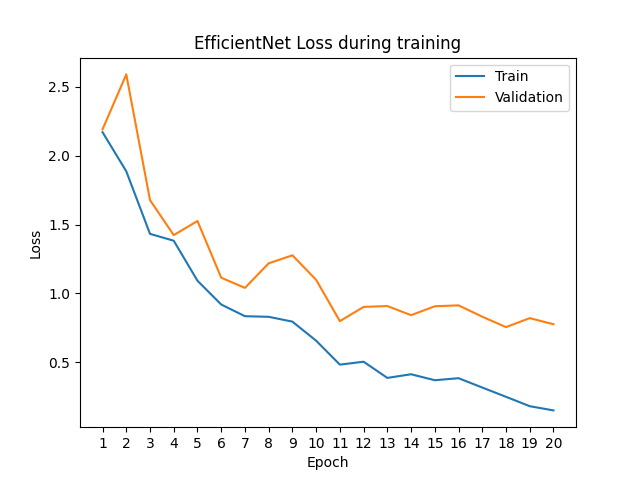 EfficientNet Loss during training
Train
Validation
2.5
2.0
1.5
1.0
0.5
Loss
1 2 3 4 5 6 7 8 9 10 11 12 13 14 15 16 17 18 19 20
Epoch